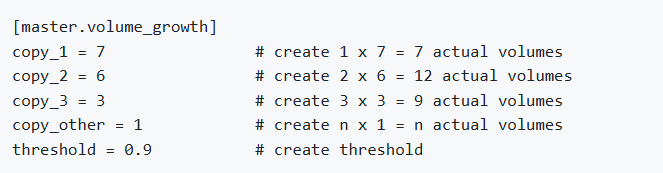 [master.volume_growth]
copy_1 = 7                # create 1 x 7 = 7 actual volumes
copy_2 = 6                # create 2 x 6 = 12 actual volumes
copy_3 = 3                # create 3 x 3 = 9 actual volumes
copy_other = 1            # create n x 1 = n actual volumes
threshold = 0.9           # create threshold